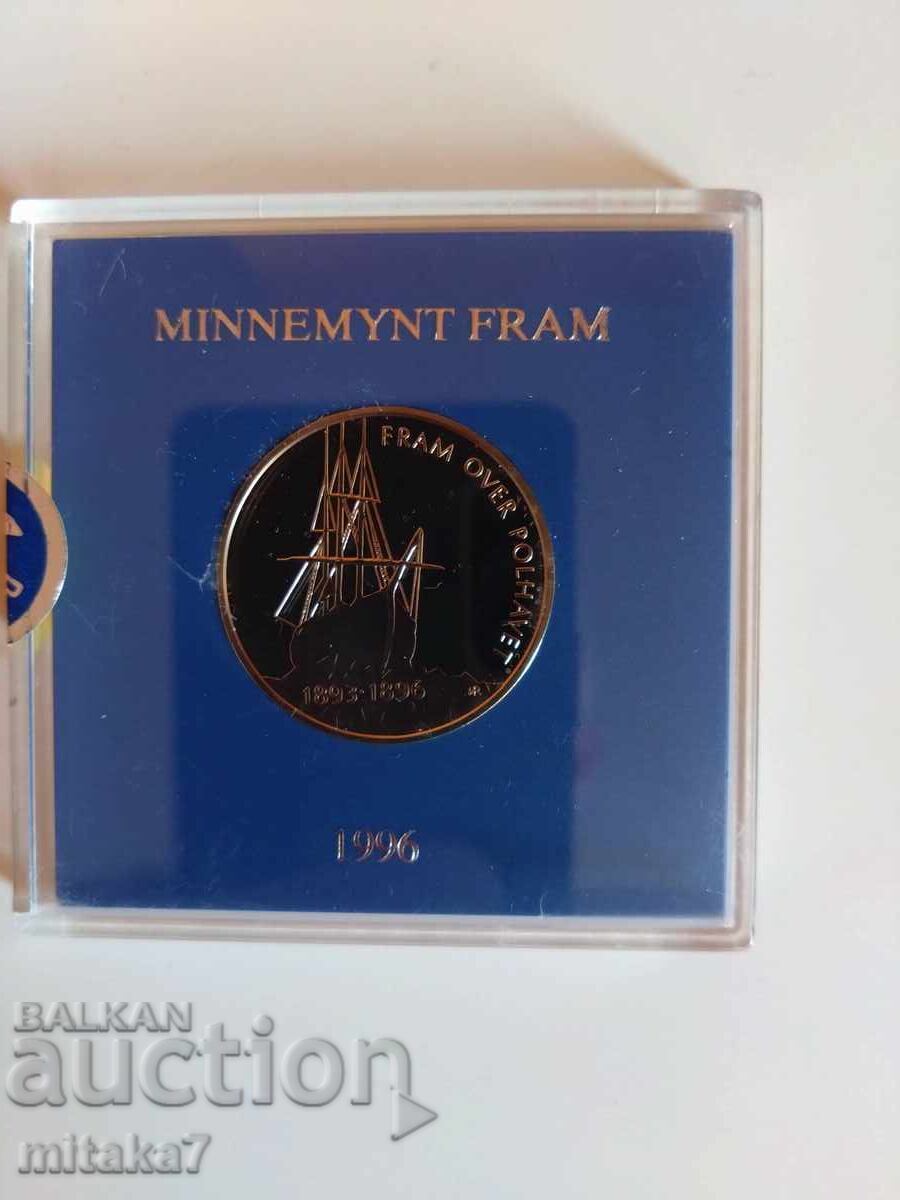 MINNEMYNT FRAM
FRAM OVER POLHAVET
1893-1896
1996
BALKAN
auction
mitaka7